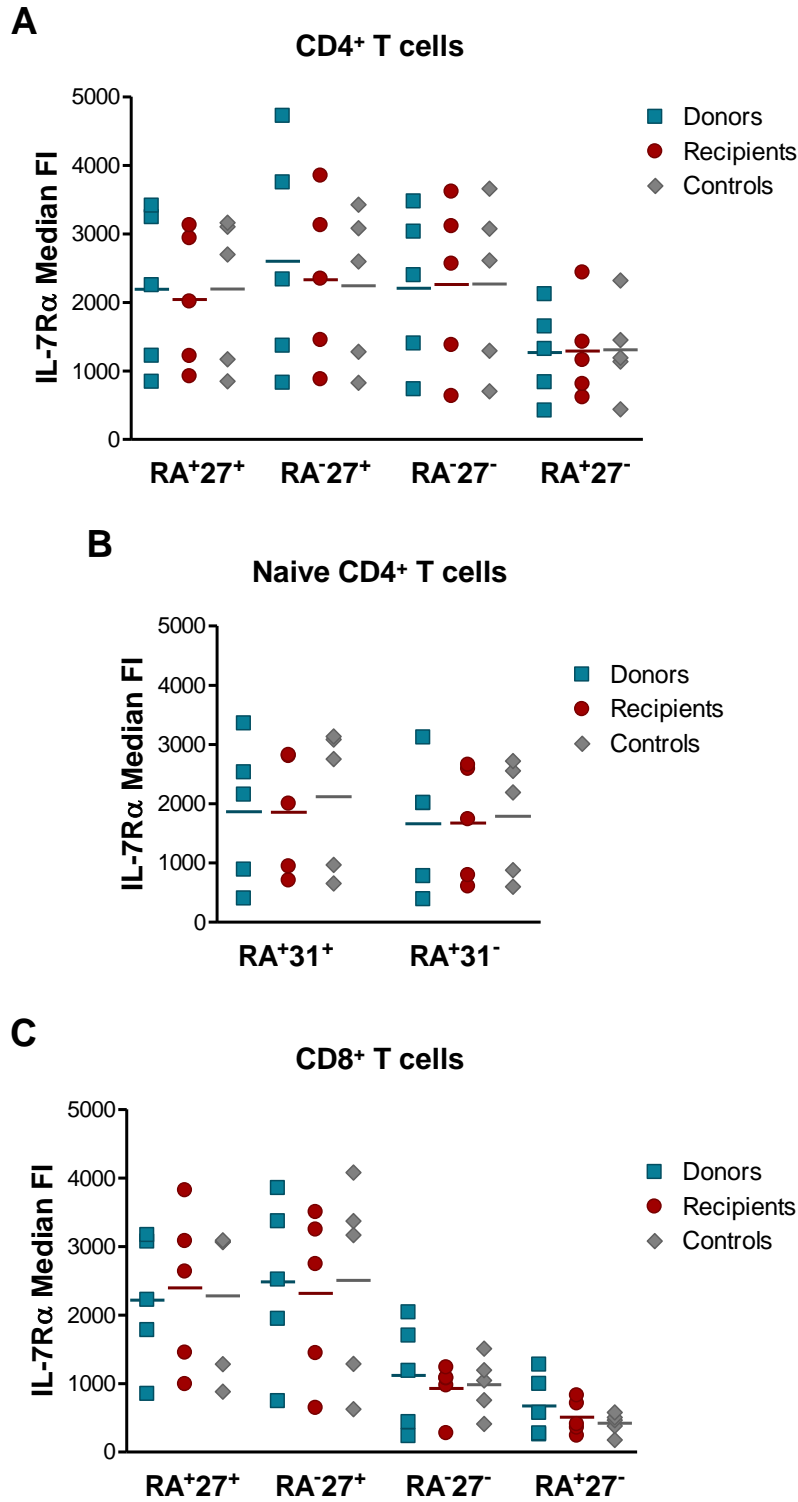 A
CD4⁺ T cells
IL-7Rα Median FI
5000
4000
3000
2000
1000
0
RA⁺27⁺ RA⁻27⁺ RA⁻27⁻ RA⁺27⁻
Donors
Recipients
Controls
B
Naive CD4⁺ T cells
IL-7Rα Median FI
5000
4000
3000
2000
1000
0
RA⁺31⁺ RA⁺31⁻
Donors
Recipients
Controls
C
CD8⁺ T cells
IL-7Rα Median FI
5000
4000
3000
2000
1000
0
RA⁺27⁺ RA⁻27⁺ RA⁻27⁻ RA⁺27⁻
Donors
Recipients
Controls